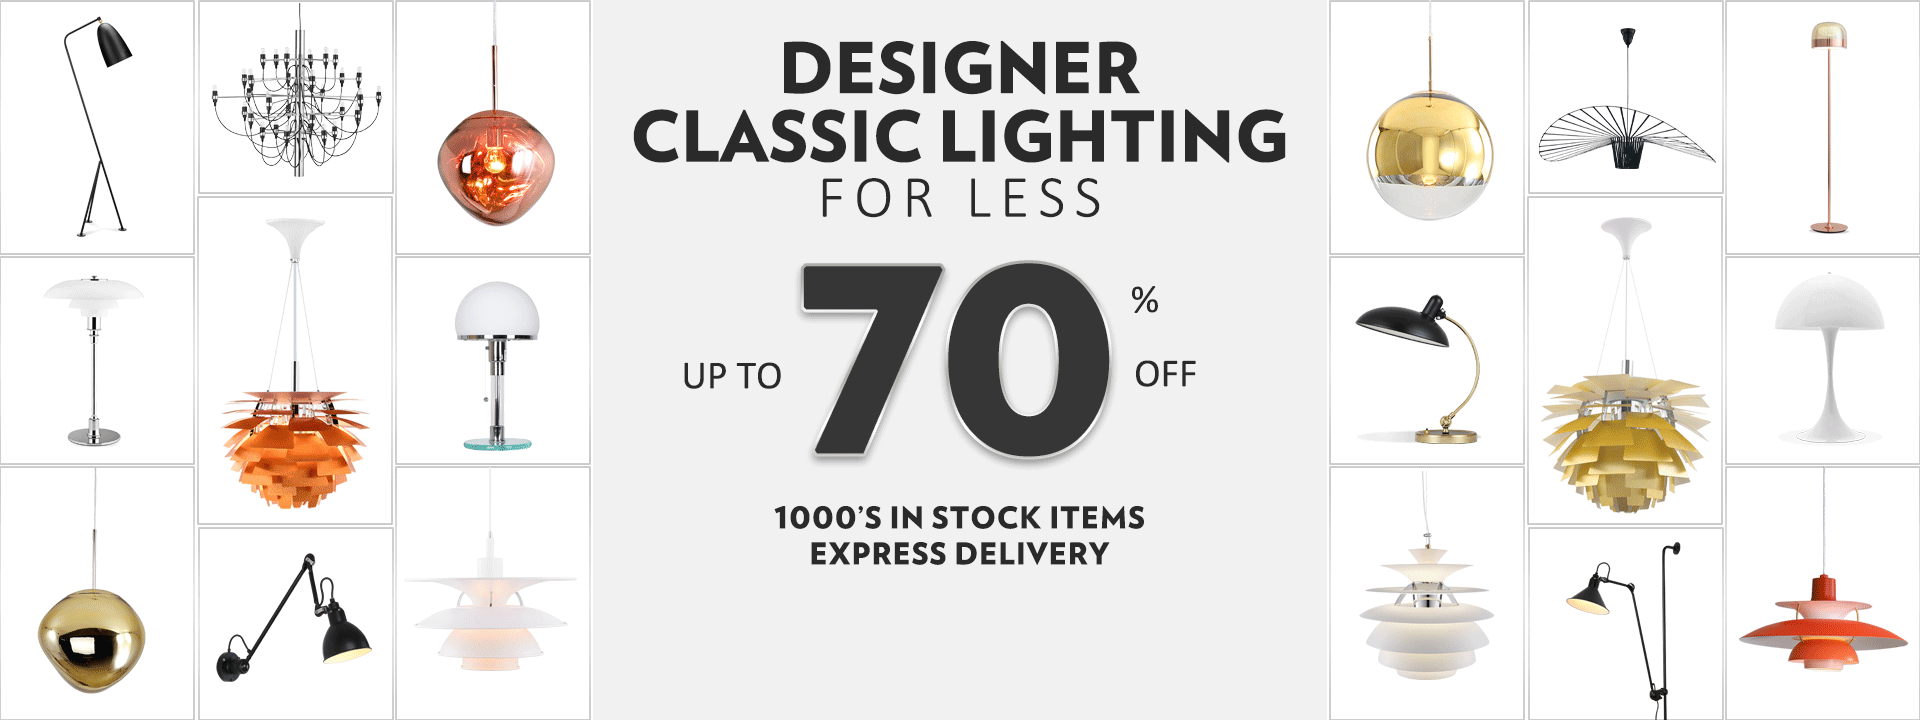 DESIGNER
CLASSIC LIGHTING
FOR LESS
UP TO 70 % OFF
1000'S IN STOCK ITEMS
EXPRESS DELIVERY